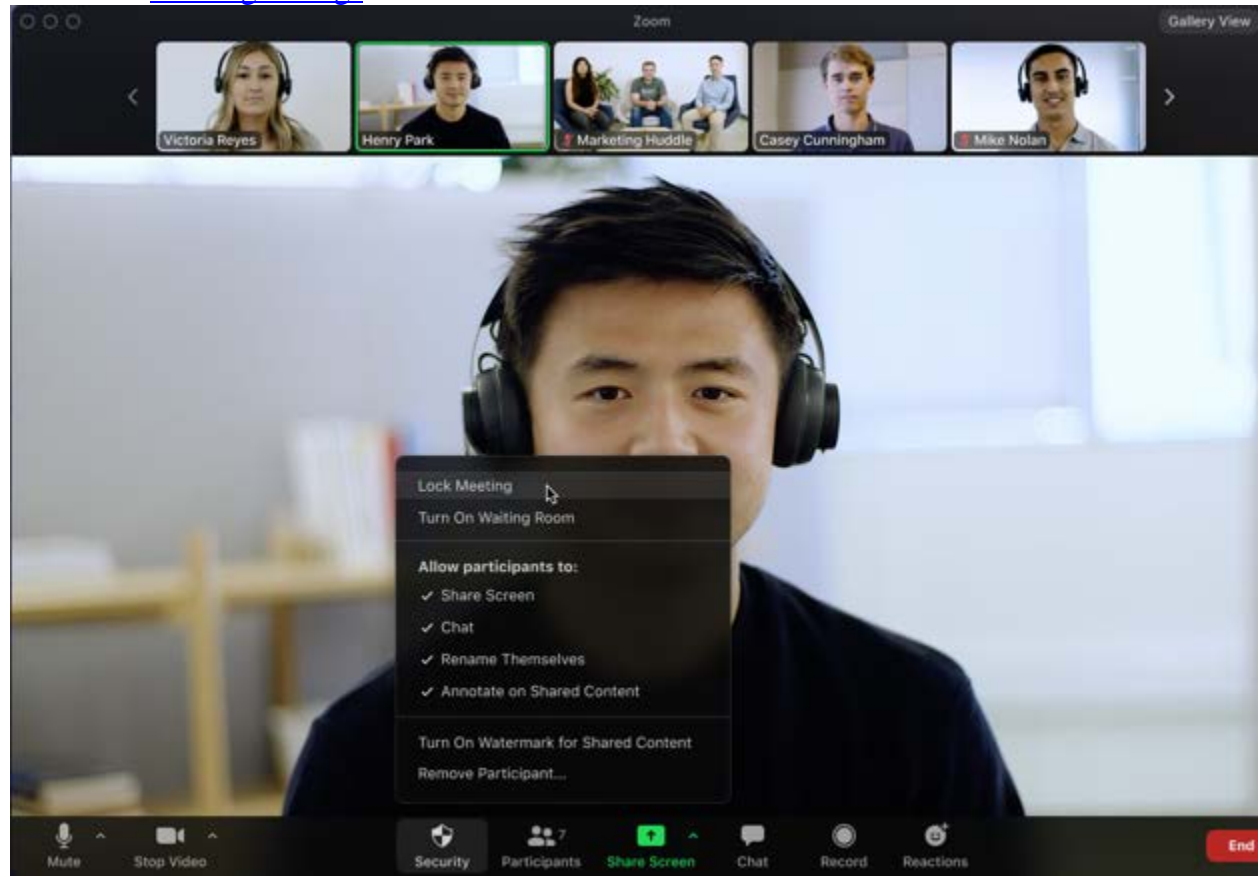 Zoom
Gallery View
Victoria Reyes
Henry Park
Marketing Huddle
Casey Cunningham
Mike Nolan
Lock Meeting
Turn On Waiting Room
Allow participants to:
Share Screen
Chat
Rename Themselves
Annotate on Shared Content
Turn On Watermark for Shared Content
Remove Participant...
Mute
Stop Video
Security
Participants
7
Share Screen
Chat
Record
Reactions
End